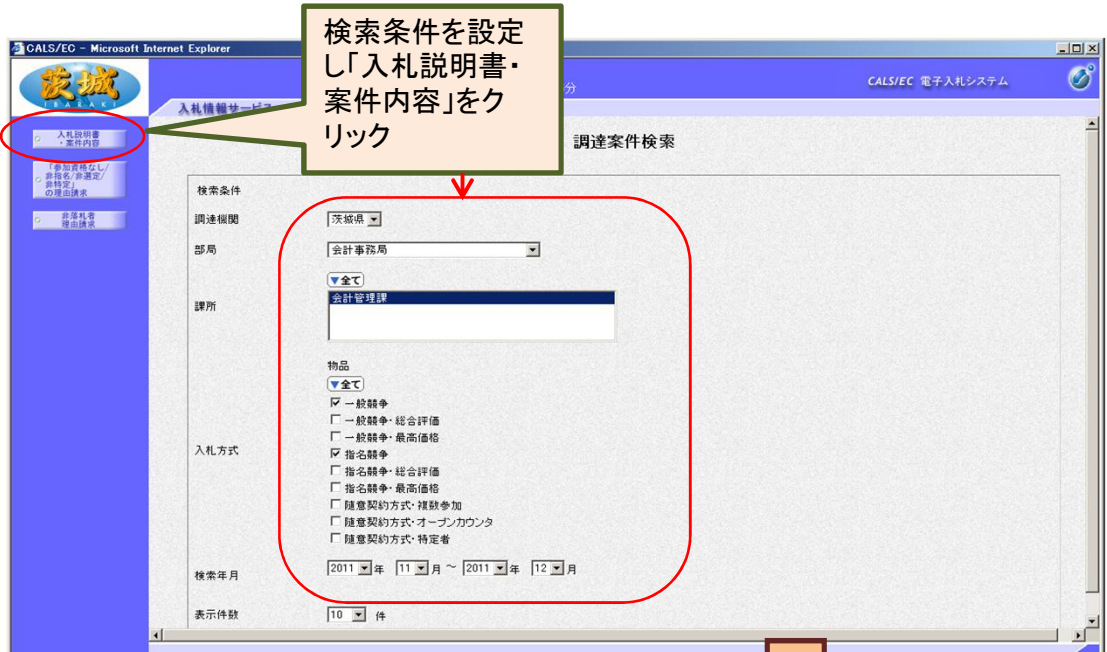 検索条件を設定
し「入札説明書・
案件内容」をク
リック
CALS/EC - Microsoft Internet Explorer
茨城
IBARAKI
分
CALS/EC 電子入札システム
入札情報サービス
入札説明書
・案件内容
「参加資格なし/
非指名/非選定/
非特定」
の理由請求
非落札者
理由請求
調達案件検索
検索条件
調達機関 茨城県
部局 会計事務局
▼全て
課所 会計管理課
物品
▼全て
一般競争
一般競争・総合評価
一般競争・最高価格
入札方式 指名競争
指名競争・総合評価
指名競争・最高価格
随意契約方式・複数参加
随意契約方式・オープンカウンタ
随意契約方式・特定者
検索年月 2011 年 11 月 ~ 2011 年 12 月
表示件数 10 件